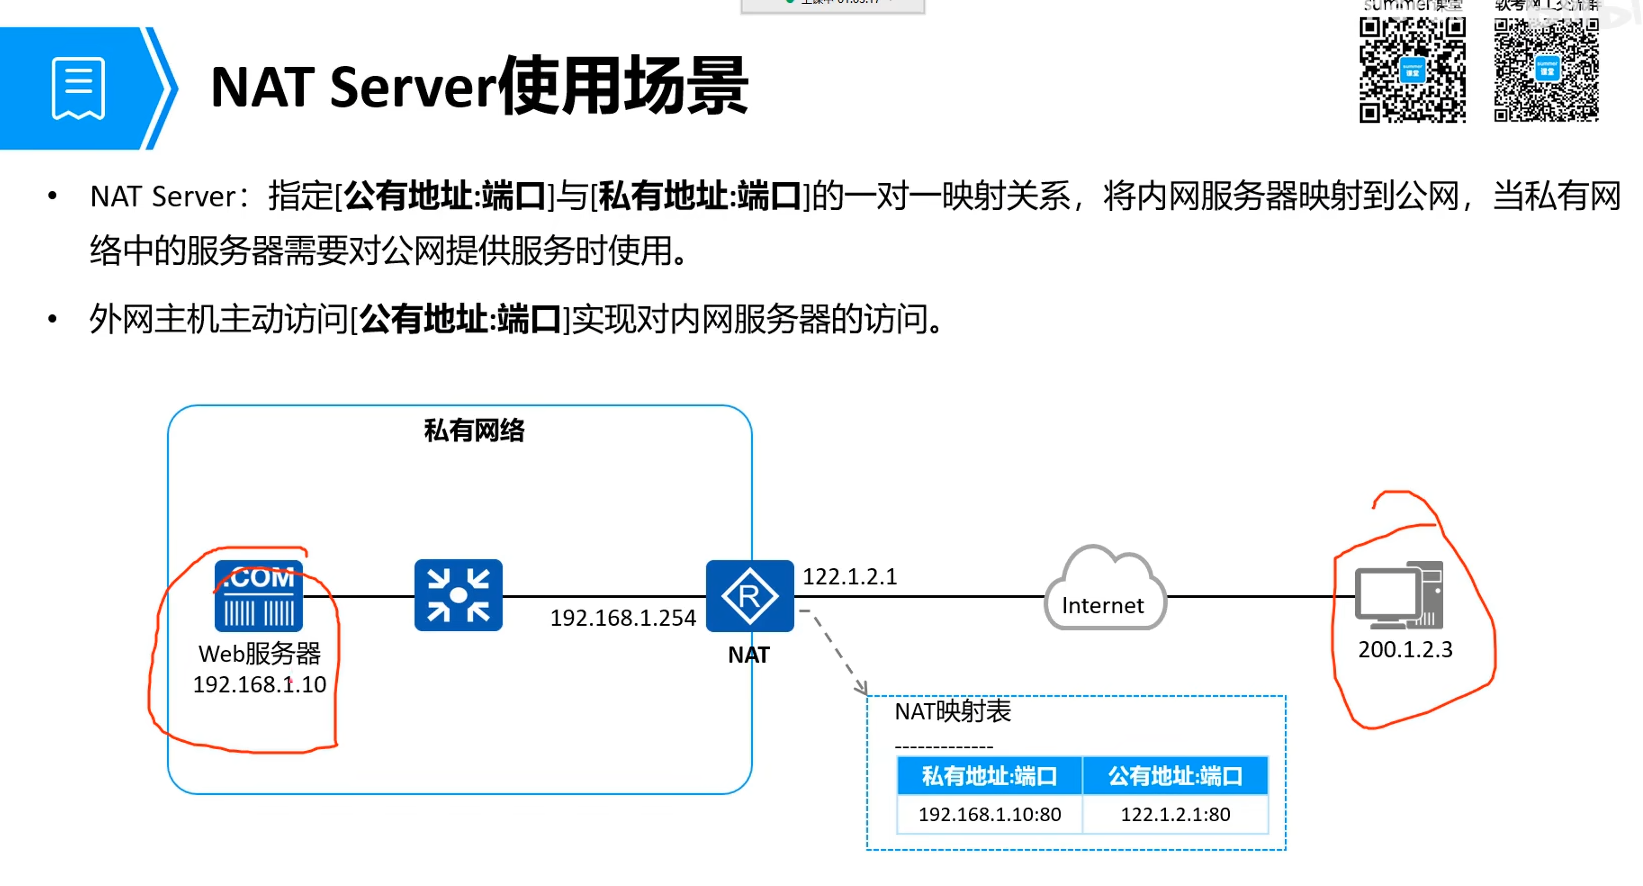 summer课堂
NAT Server使用场景
• NAT Server：指定[公有地址:端口]与[私有地址:端口]的一对一映射关系，将内网服务器映射到公网，当私有网
络中的服务器需要对公网提供服务时使用。
• 外网主机主动访问[公有地址:端口]实现对内网服务器的访问。
私有网络
.COM
Web服务器
192.168.1.10
192.168.1.254
R
NAT
122.1.2.1
Internet
200.1.2.3
NAT映射表
-------------
私有地址:端口 公有地址:端口
192.168.1.10:80 122.1.2.1:80